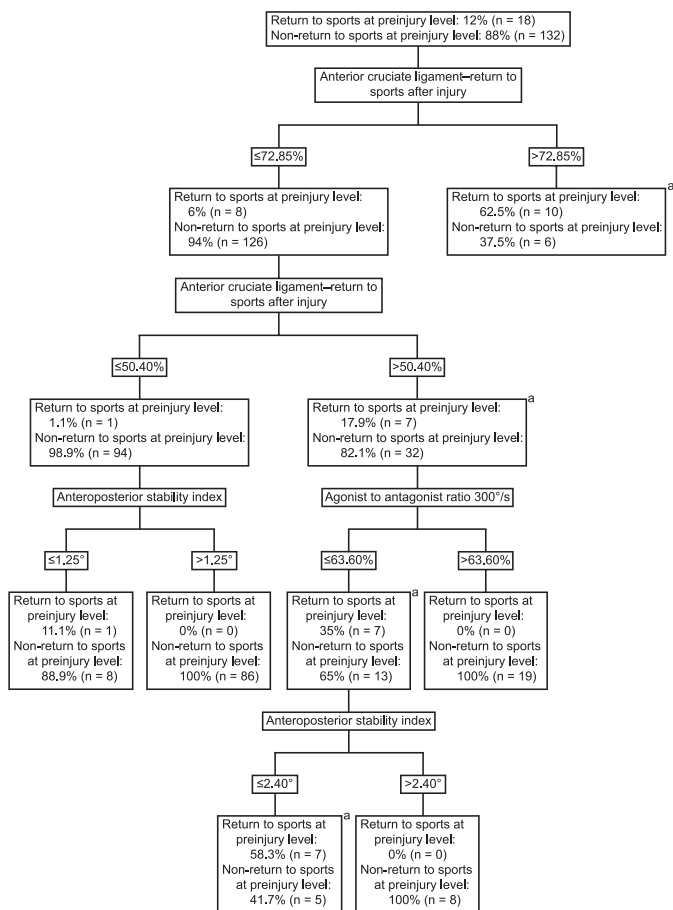 Return to sports at preinjury level: 12% (n = 18)
Non-return to sports at preinjury level: 88% (n = 132)
Anterior cruciate ligament–return to
sports after injury
≤72.85%
>72.85%
Return to sports at preinjury level:
6% (n = 8)
Non-return to sports at preinjury level:
94% (n = 126)
a
Return to sports at preinjury level:
62.5% (n = 10)
Non-return to sports at preinjury level:
37.5% (n = 6)
Anterior cruciate ligament–return to
sports after injury
≤50.40%
>50.40%
Return to sports at preinjury level:
1.1% (n = 1)
Non-return to sports at preinjury level:
98.9% (n = 94)
a
Return to sports at preinjury level:
17.9% (n = 7)
Non-return to sports at preinjury level:
82.1% (n = 32)
Anteroposterior stability index
Agonist to antagonist ratio 300°/s
≤1.25°
>1.25°
≤63.60%
>63.60%
Return to sports at
preinjury level:
11.1% (n = 1)
Non-return to sports
at preinjury level:
88.9% (n = 8)
Return to sports at
preinjury level:
0% (n = 0)
Non-return to sports
at preinjury level:
100% (n = 86)
a
Return to sports at
preinjury level:
35% (n = 7)
Non-return to sports
at preinjury level:
65% (n = 13)
Return to sports at
preinjury level:
0% (n = 0)
Non-return to sports
at preinjury level:
100% (n = 19)
Anteroposterior stability index
≤2.40°
>2.40°
a
Return to sports at
preinjury level:
58.3% (n = 7)
Non-return to sports
at preinjury level:
41.7% (n = 5)
Return to sports at
preinjury level:
0% (n = 0)
Non-return to sports
at preinjury level:
100% (n = 8)